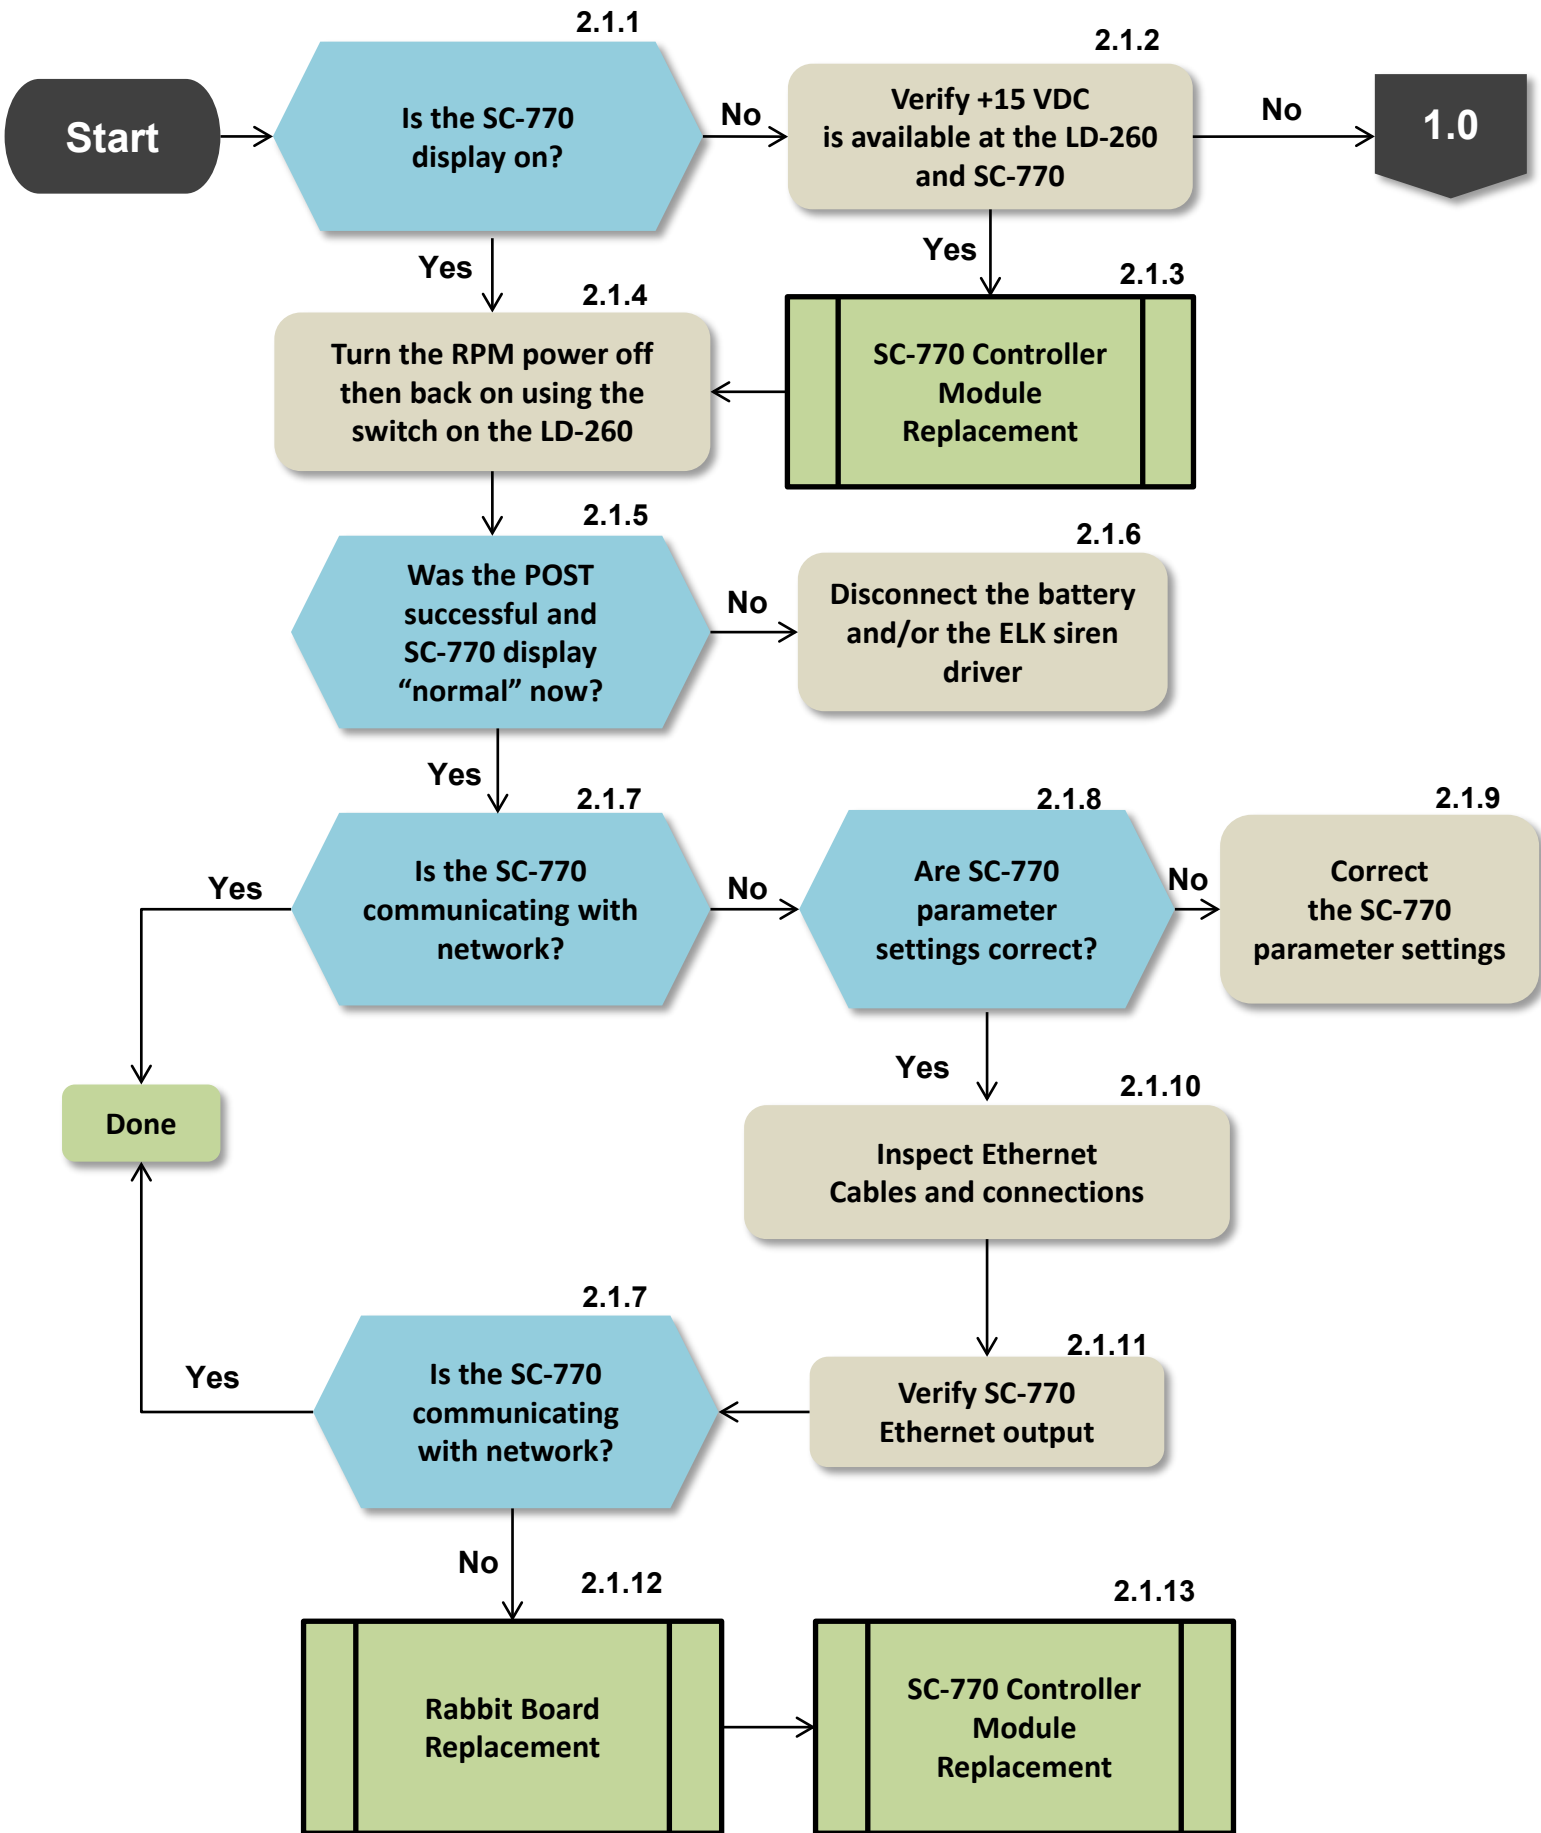 2.1.1
2.1.2
Start
Is the SC-770
display on?
No
Verify +15 VDC
is available at the LD-260
and SC-770
No
1.0
Yes
Yes
2.1.4
2.1.3
Turn the RPM power off
then back on using the
switch on the LD-260
SC-770 Controller
Module
Replacement
2.1.5
2.1.6
Was the POST
successful and
SC-770 display
“normal” now?
No
Disconnect the battery
and/or the ELK siren
driver
Yes
2.1.7
2.1.8
2.1.9
Yes
Is the SC-770
communicating with
network?
No
Are SC-770
parameter
settings correct?
No
Correct
the SC-770
parameter settings
Yes
2.1.10
Done
Inspect Ethernet
Cables and connections
2.1.7
2.1.11
Yes
Is the SC-770
communicating
with network?
Verify SC-770
Ethernet output
No
2.1.12
2.1.13
Rabbit Board
Replacement
SC-770 Controller
Module
Replacement